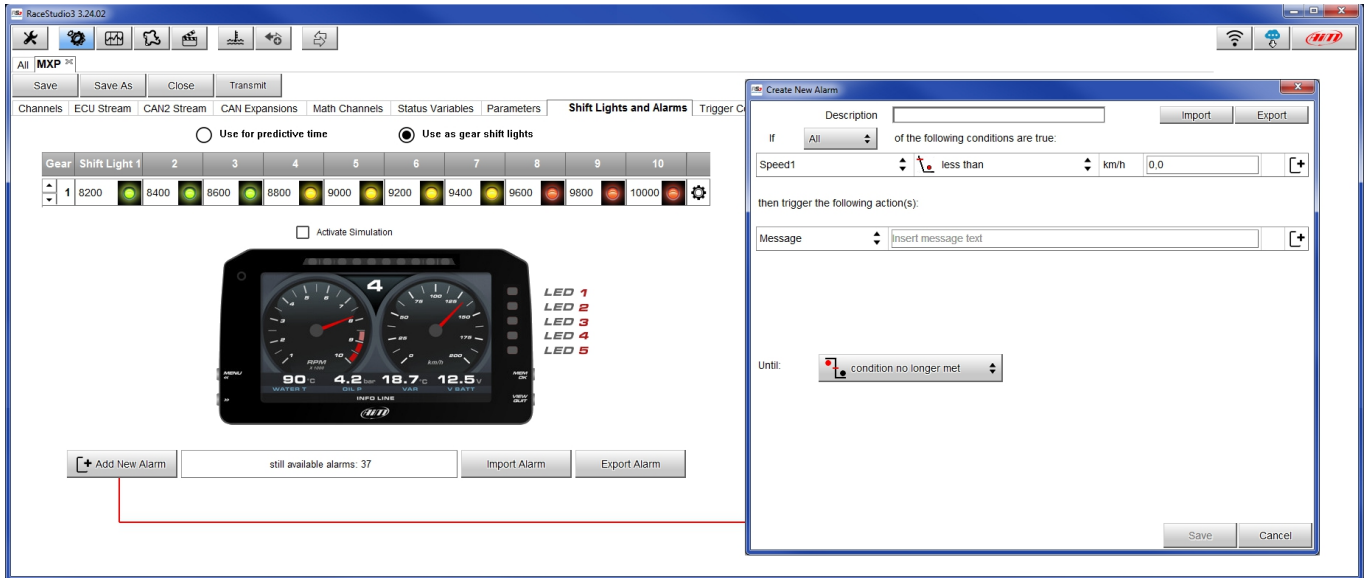 RaceStudio3 3.24.02
AiM
All MXP
Save Save As Close Transmit
Channels ECU Stream CAN2 Stream CAN Expansions Math Channels Status Variables Parameters Shift Lights and Alarms Trigger Co
Use for predictive time Use as gear shift lights
Gear Shift Light 1 2 3 4 5 6 7 8 9 10
1 8200 8400 8600 8800 9000 9200 9400 9600 9800 10000
Activate Simulation
4
RPM
x 1000
km/h
MENU
<<
>>
MEM
OK
VIEW
QUIT
90 °C 4.2 bar 18.7 °C 12.5 V
WATER T OIL P VAR V BATT
INFO LINE
AiM
LED 1
LED 2
LED 3
LED 4
LED 5
Add New Alarm still available alarms: 37 Import Alarm Export Alarm
Create New Alarm
Description Import Export
If All of the following conditions are true:
Speed1 less than km/h 0,0
then trigger the following action(s):
Message Insert message text
Until: condition no longer met
Save Cancel